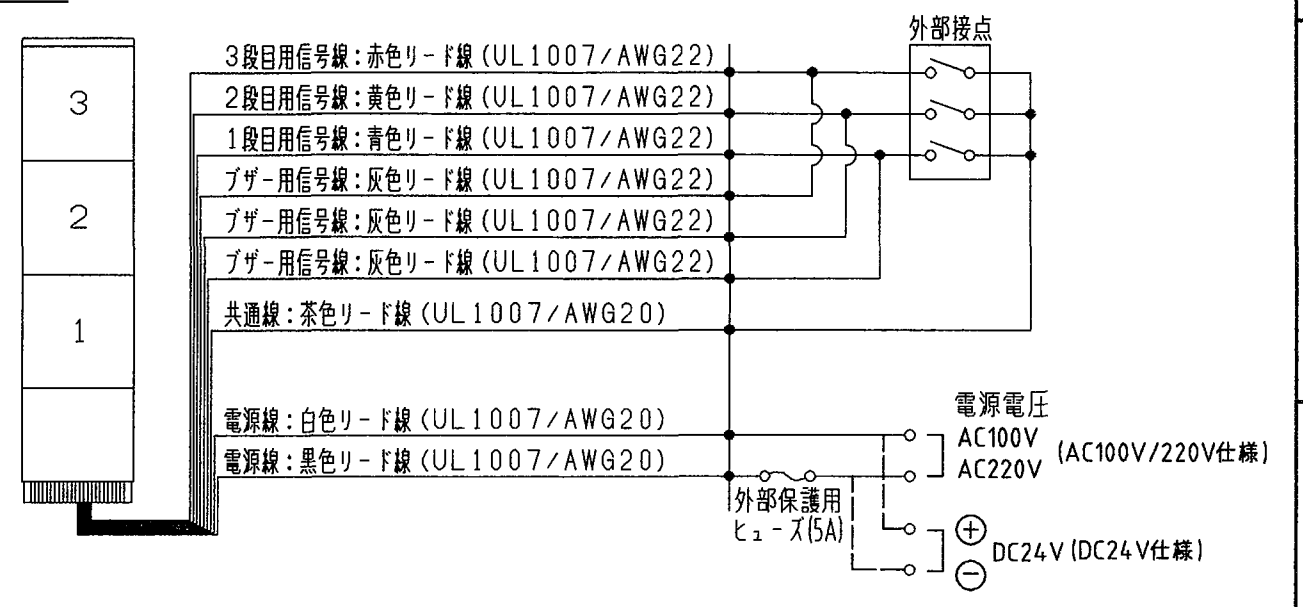 外部接点
3段目用信号線:赤色リード線(UL1007/AWG22)
2段目用信号線:黄色リード線(UL1007/AWG22)
1段目用信号線:青色リード線(UL1007/AWG22)
ブザー用信号線:灰色リード線(UL1007/AWG22)
ブザー用信号線:灰色リード線(UL1007/AWG22)
ブザー用信号線:灰色リード線(UL1007/AWG22)
共通線:茶色リード線(UL1007/AWG20)
3
2
1
電源線:白色リード線(UL1007/AWG20)
電源線:黒色リード線(UL1007/AWG20)
電源電圧
AC100V
AC220V
(AC100V/220V仕様)
外部保護用
ヒューズ(5A)
+
−
DC24V(DC24V仕様)